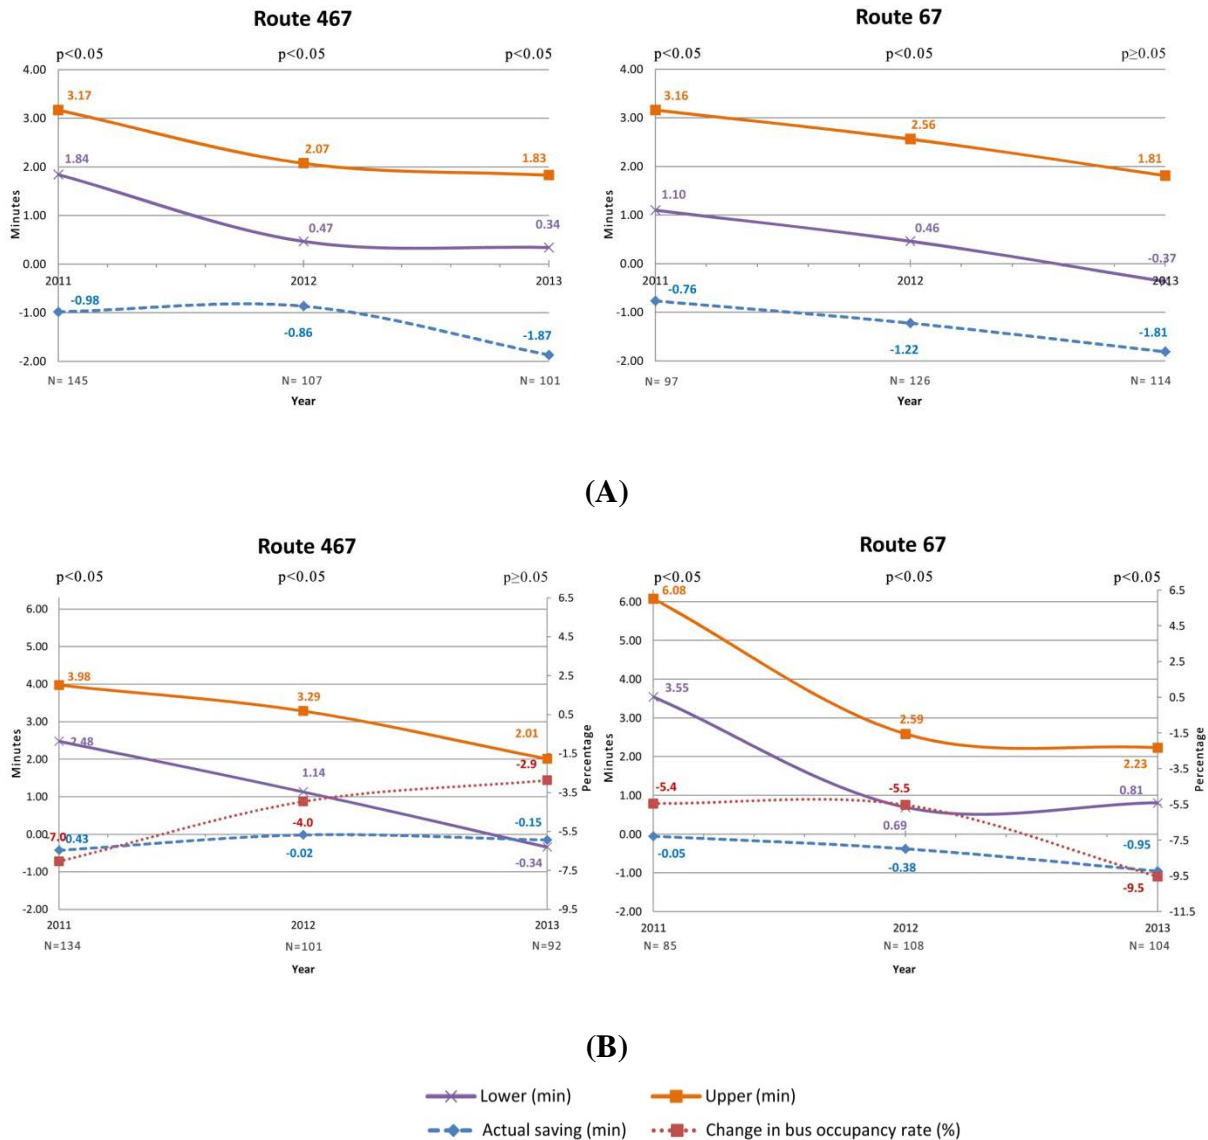 Route 467
p<0.05 p<0.05 p<0.05
4.00
3.17
3.00
2.07
1.84
1.83
2.00
Minutes
1.00
0.47
0.34
0.00
2011 2012 2013
-0.98
-1.00
-0.86
-1.87
-2.00
N= 145 N= 107 N= 101
Year
Route 67
p<0.05 p<0.05 p≥0.05
4.00
3.16
3.00
2.56
1.81
2.00
Minutes
1.10
1.00
0.46
-0.37
0.00
2011 2012 2013
-0.76
-1.00
-1.22
-1.81
-2.00
N= 97 N= 126 N= 114
Year
(A)
Route 467
p<0.05 p<0.05 p≥0.05
6.00 6.5
5.00 4.5
4.00 2.5
3.98
3.29
3.00 0.5
2.48
2.01
2.00 -1.5
Minutes Percentage
-2.9
1.14
1.00 -3.5
-4.0
-0.15
0.00 -5.5
7.0
0.43
-0.02
-0.34
-1.00 -7.5
-2.00 -9.5
2011 2012 2013
N=134 N=101 N=92
Year
Route 67
p<0.05 p<0.05 p<0.05
6.00 6.5
6.08
5.00 4.5
4.00 2.5
3.55
3.00 0.5
2.59
2.00 -1.5
2.23
Minutes Percentage
-3.5
-5.4
-5.5
0.81
1.00 -5.5
0.69
0.00 -7.5
-0.05
-0.38
-0.95
-1.00 -9.5
-9.5
-2.00 -11.5
2011 2012 2013
N= 85 N= 108 N= 104
Year
(B)
Lower (min) Upper (min)
Actual saving (min) Change in bus occupancy rate (%)